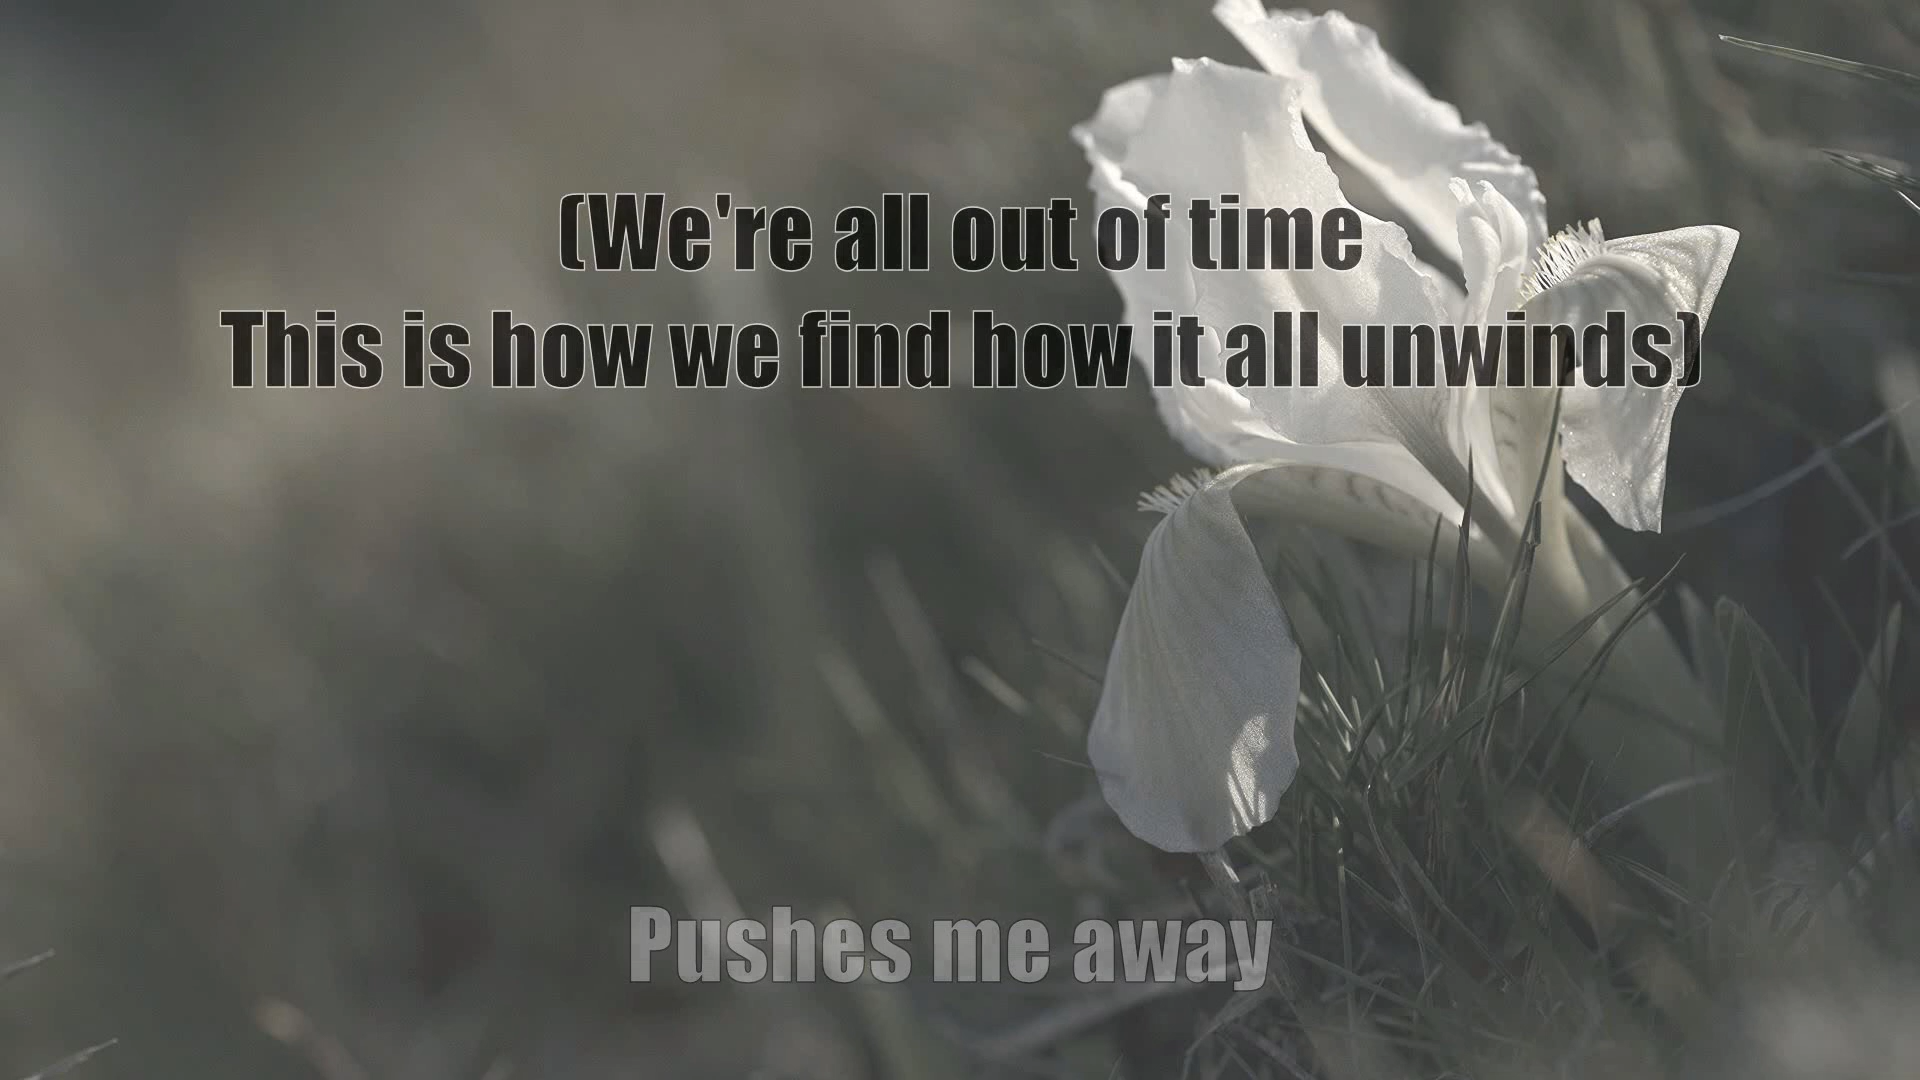 (We're all out of time
This is how we find how it all unwinds)
Pushes me away